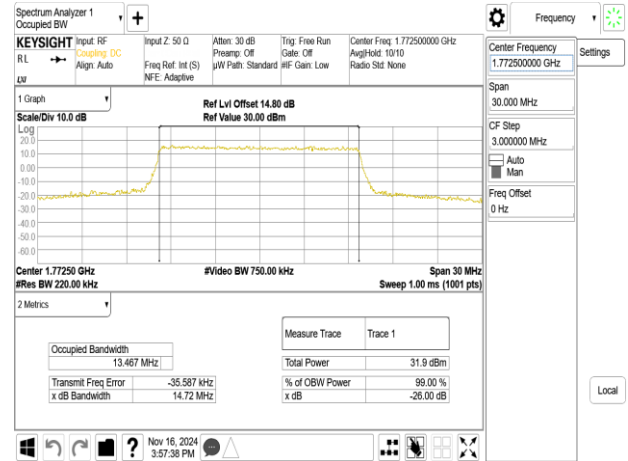 Spectrum Analyzer 1
Occupied BW
Frequency
KEYSIGHT
RL
LXI
Input: RF
Coupling: DC
Align: Auto
Input Z: 50 Ω
Freq Ref: Int (S)
NFE: Adaptive
Atten: 30 dB
Preamp: Off
µW Path: Standard
Trig: Free Run
Gate: Off
#IF Gain: Low
Center Freq: 1.772500000 GHz
Avg|Hold: 10/10
Radio Std: None
Center Frequency
1.772500000 GHz
Settings
Span
30.000 MHz
CF Step
3.000000 MHz
Auto
Man
Freq Offset
0 Hz
Local
1 Graph
Scale/Div 10.0 dB
Ref Lvl Offset 14.80 dB
Ref Value 30.00 dBm
Log
20.0
10.0
0.00
-10.0
-20.0
-30.0
-40.0
-50.0
-60.0
Center 1.77250 GHz
#Video BW 750.00 kHz
Span 30 MHz
#Res BW 220.00 kHz
Sweep 1.00 ms (1001 pts)
2 Metrics
Measure Trace Trace 1
Occupied Bandwidth
13.467 MHz
Total Power 31.9 dBm
Transmit Freq Error -35.587 kHz
% of OBW Power 99.00 %
x dB Bandwidth 14.72 MHz
x dB -26.00 dB
Nov 16, 2024
3:57:38 PM